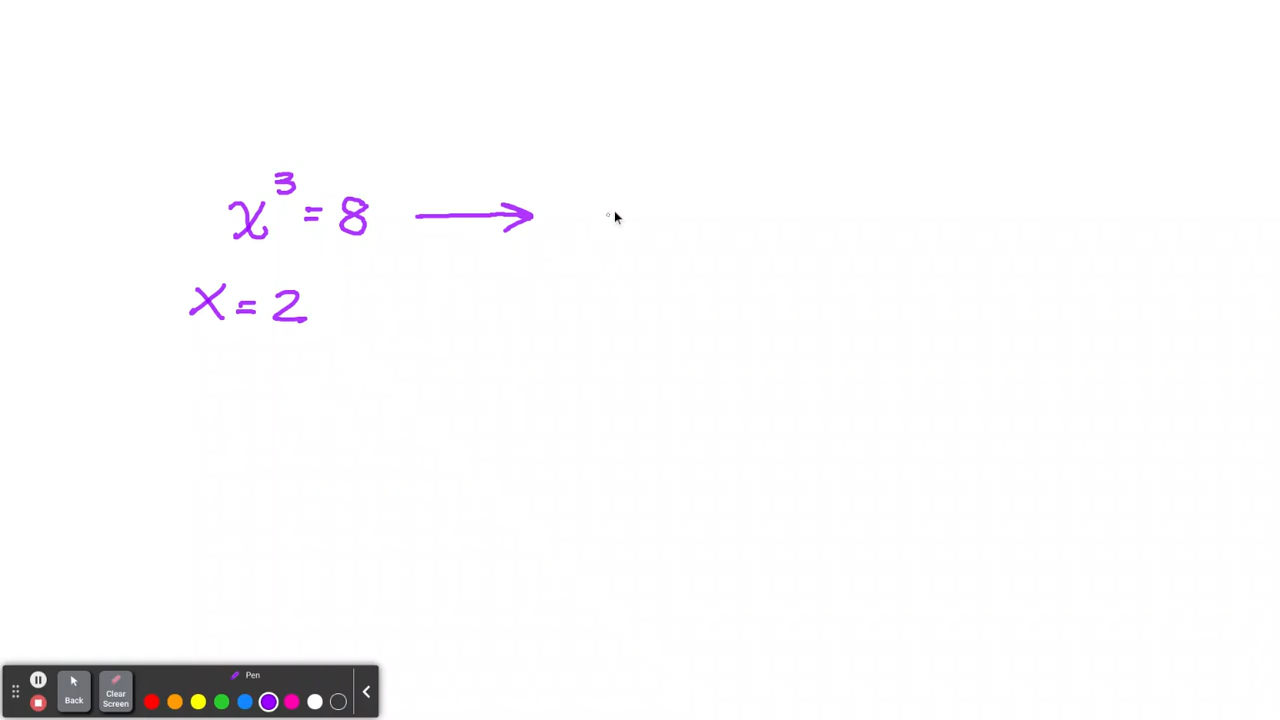 x³ = 8 →
x = 2
Pen
Back
Clear
Screen